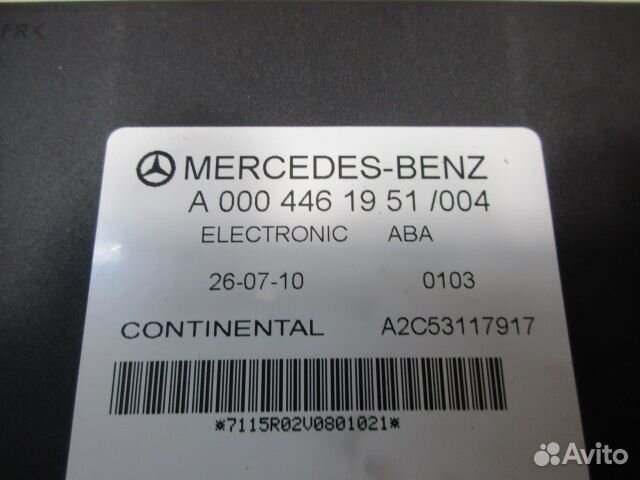 MERCEDES-BENZ
A 000 446 19 51 /004
ELECTRONIC ABA
26-07-10 0103
CONTINENTAL A2C53117917
*7115R02V0801021*
Avito